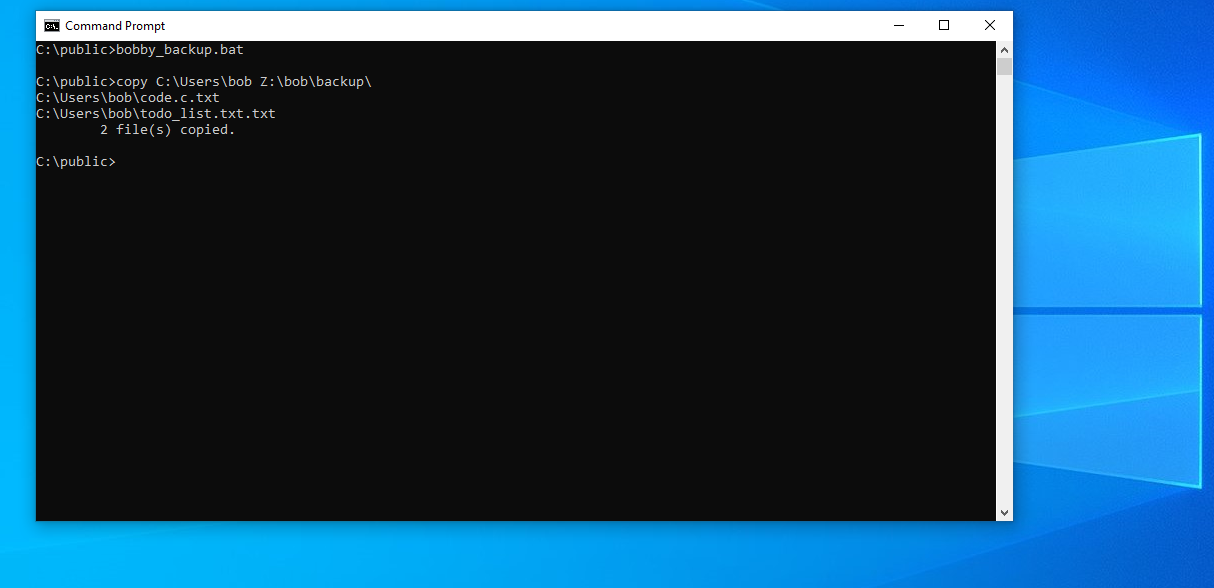 Command Prompt
C:\public>bobby_backup.bat
C:\public>copy C:\Users\bob Z:\bob\backup\
C:\Users\bob\code.c.txt
C:\Users\bob\todo_list.txt.txt
2 file(s) copied.
C:\public>